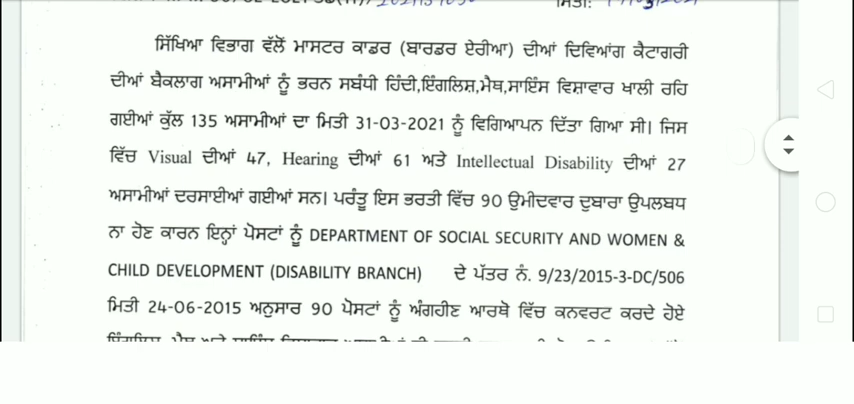 ਮਿਤੀ:
ਸਿੱਖਿਆ ਵਿਭਾਗ ਵੱਲੋਂ ਮਾਸਟਰ ਕਾਡਰ (ਬਾਰਡਰ ਏਰੀਆ) ਦੀਆਂ ਦਿਵਿਆਂਗ ਕੈਟਾਗਰੀ
ਦੀਆਂ ਬੈਕਲਾਗ ਅਸਾਮੀਆਂ ਨੂੰ ਭਰਨ ਸਬੰਧੀ ਹਿੰਦੀ,ਇੰਗਲਿਸ਼,ਮੈਥ,ਸਾਇੰਸ ਵਿਸ਼ਾਵਾਰ ਖਾਲੀ ਰਹਿ
ਗਈਆਂ ਕੁੱਲ 135 ਅਸਾਮੀਆਂ ਦਾ ਮਿਤੀ 31-03-2021 ਨੂੰ ਵਿਗਿਆਪਨ ਦਿੱਤਾ ਗਿਆ ਸੀ। ਜਿਸ
ਵਿੱਚ Visual ਦੀਆਂ 47, Hearing ਦੀਆਂ 61 ਅਤੇ Intellectual Disability ਦੀਆਂ 27
ਅਸਾਮੀਆਂ ਦਰਸਾਈਆਂ ਗਈਆਂ ਸਨ। ਪਰੰਤੂ ਇਸ ਭਰਤੀ ਵਿੱਚ 90 ਉਮੀਦਵਾਰ ਦੁਬਾਰਾ ਉਪਲਬਧ
ਨਾ ਹੋਣ ਕਾਰਨ ਇਨ੍ਹਾਂ ਪੋਸਟਾਂ ਨੂੰ DEPARTMENT OF SOCIAL SECURITY AND WOMEN &
CHILD DEVELOPMENT (DISABILITY BRANCH) ਦੇ ਪੱਤਰ ਨੰ. 9/23/2015-3-DC/506
ਮਿਤੀ 24-06-2015 ਅਨੁਸਾਰ 90 ਪੋਸਟਾਂ ਨੂੰ ਅੰਗਹੀਣ ਆਰਥੋ ਵਿੱਚ ਕਨਵਰਟ ਕਰਦੇ ਹੋਏ